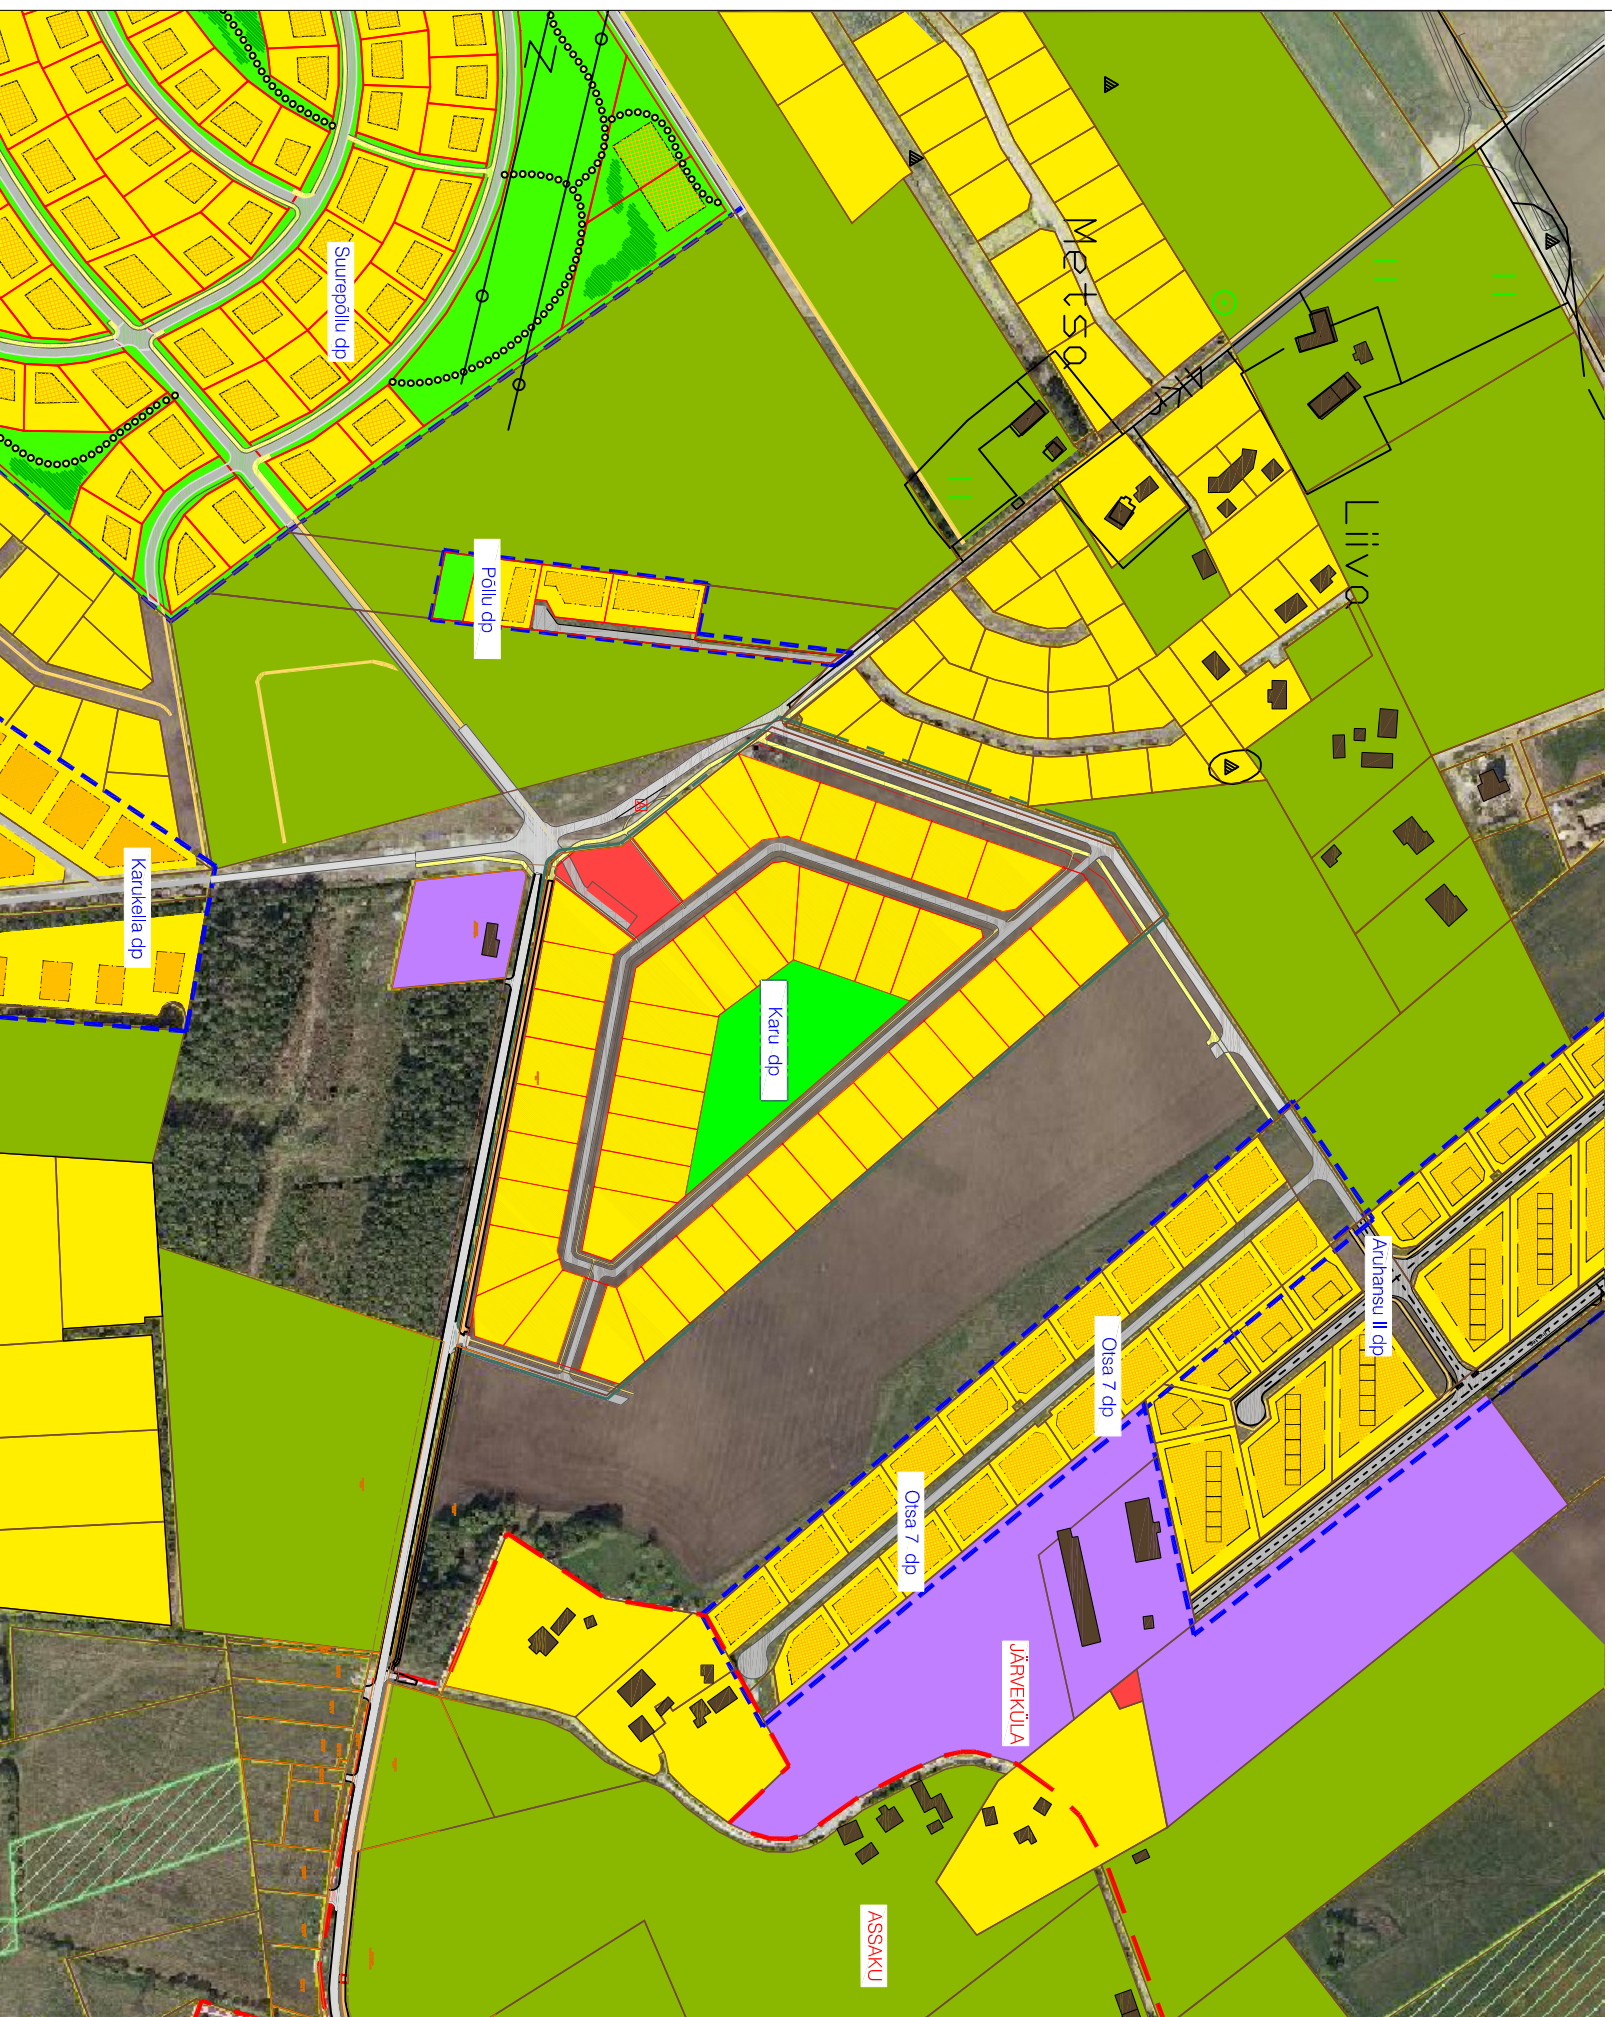 Metsa
Liiva
Suurepõllu dp
Põllu dp
Karukella dp
Karu dp
Aruhansu II dp
Otsa 7 dp
Otsa 7 dp
JÄRVEKÜLA
ASSAKU